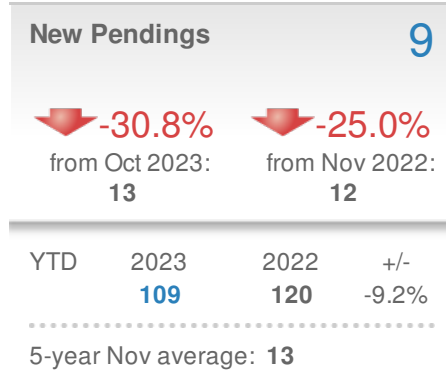 New Pendings 9
-30.8% -25.0%
from Oct 2023: from Nov 2022:
13 12
YTD 2023 2022 +/-
109 120 -9.2%
5-year Nov average: 13